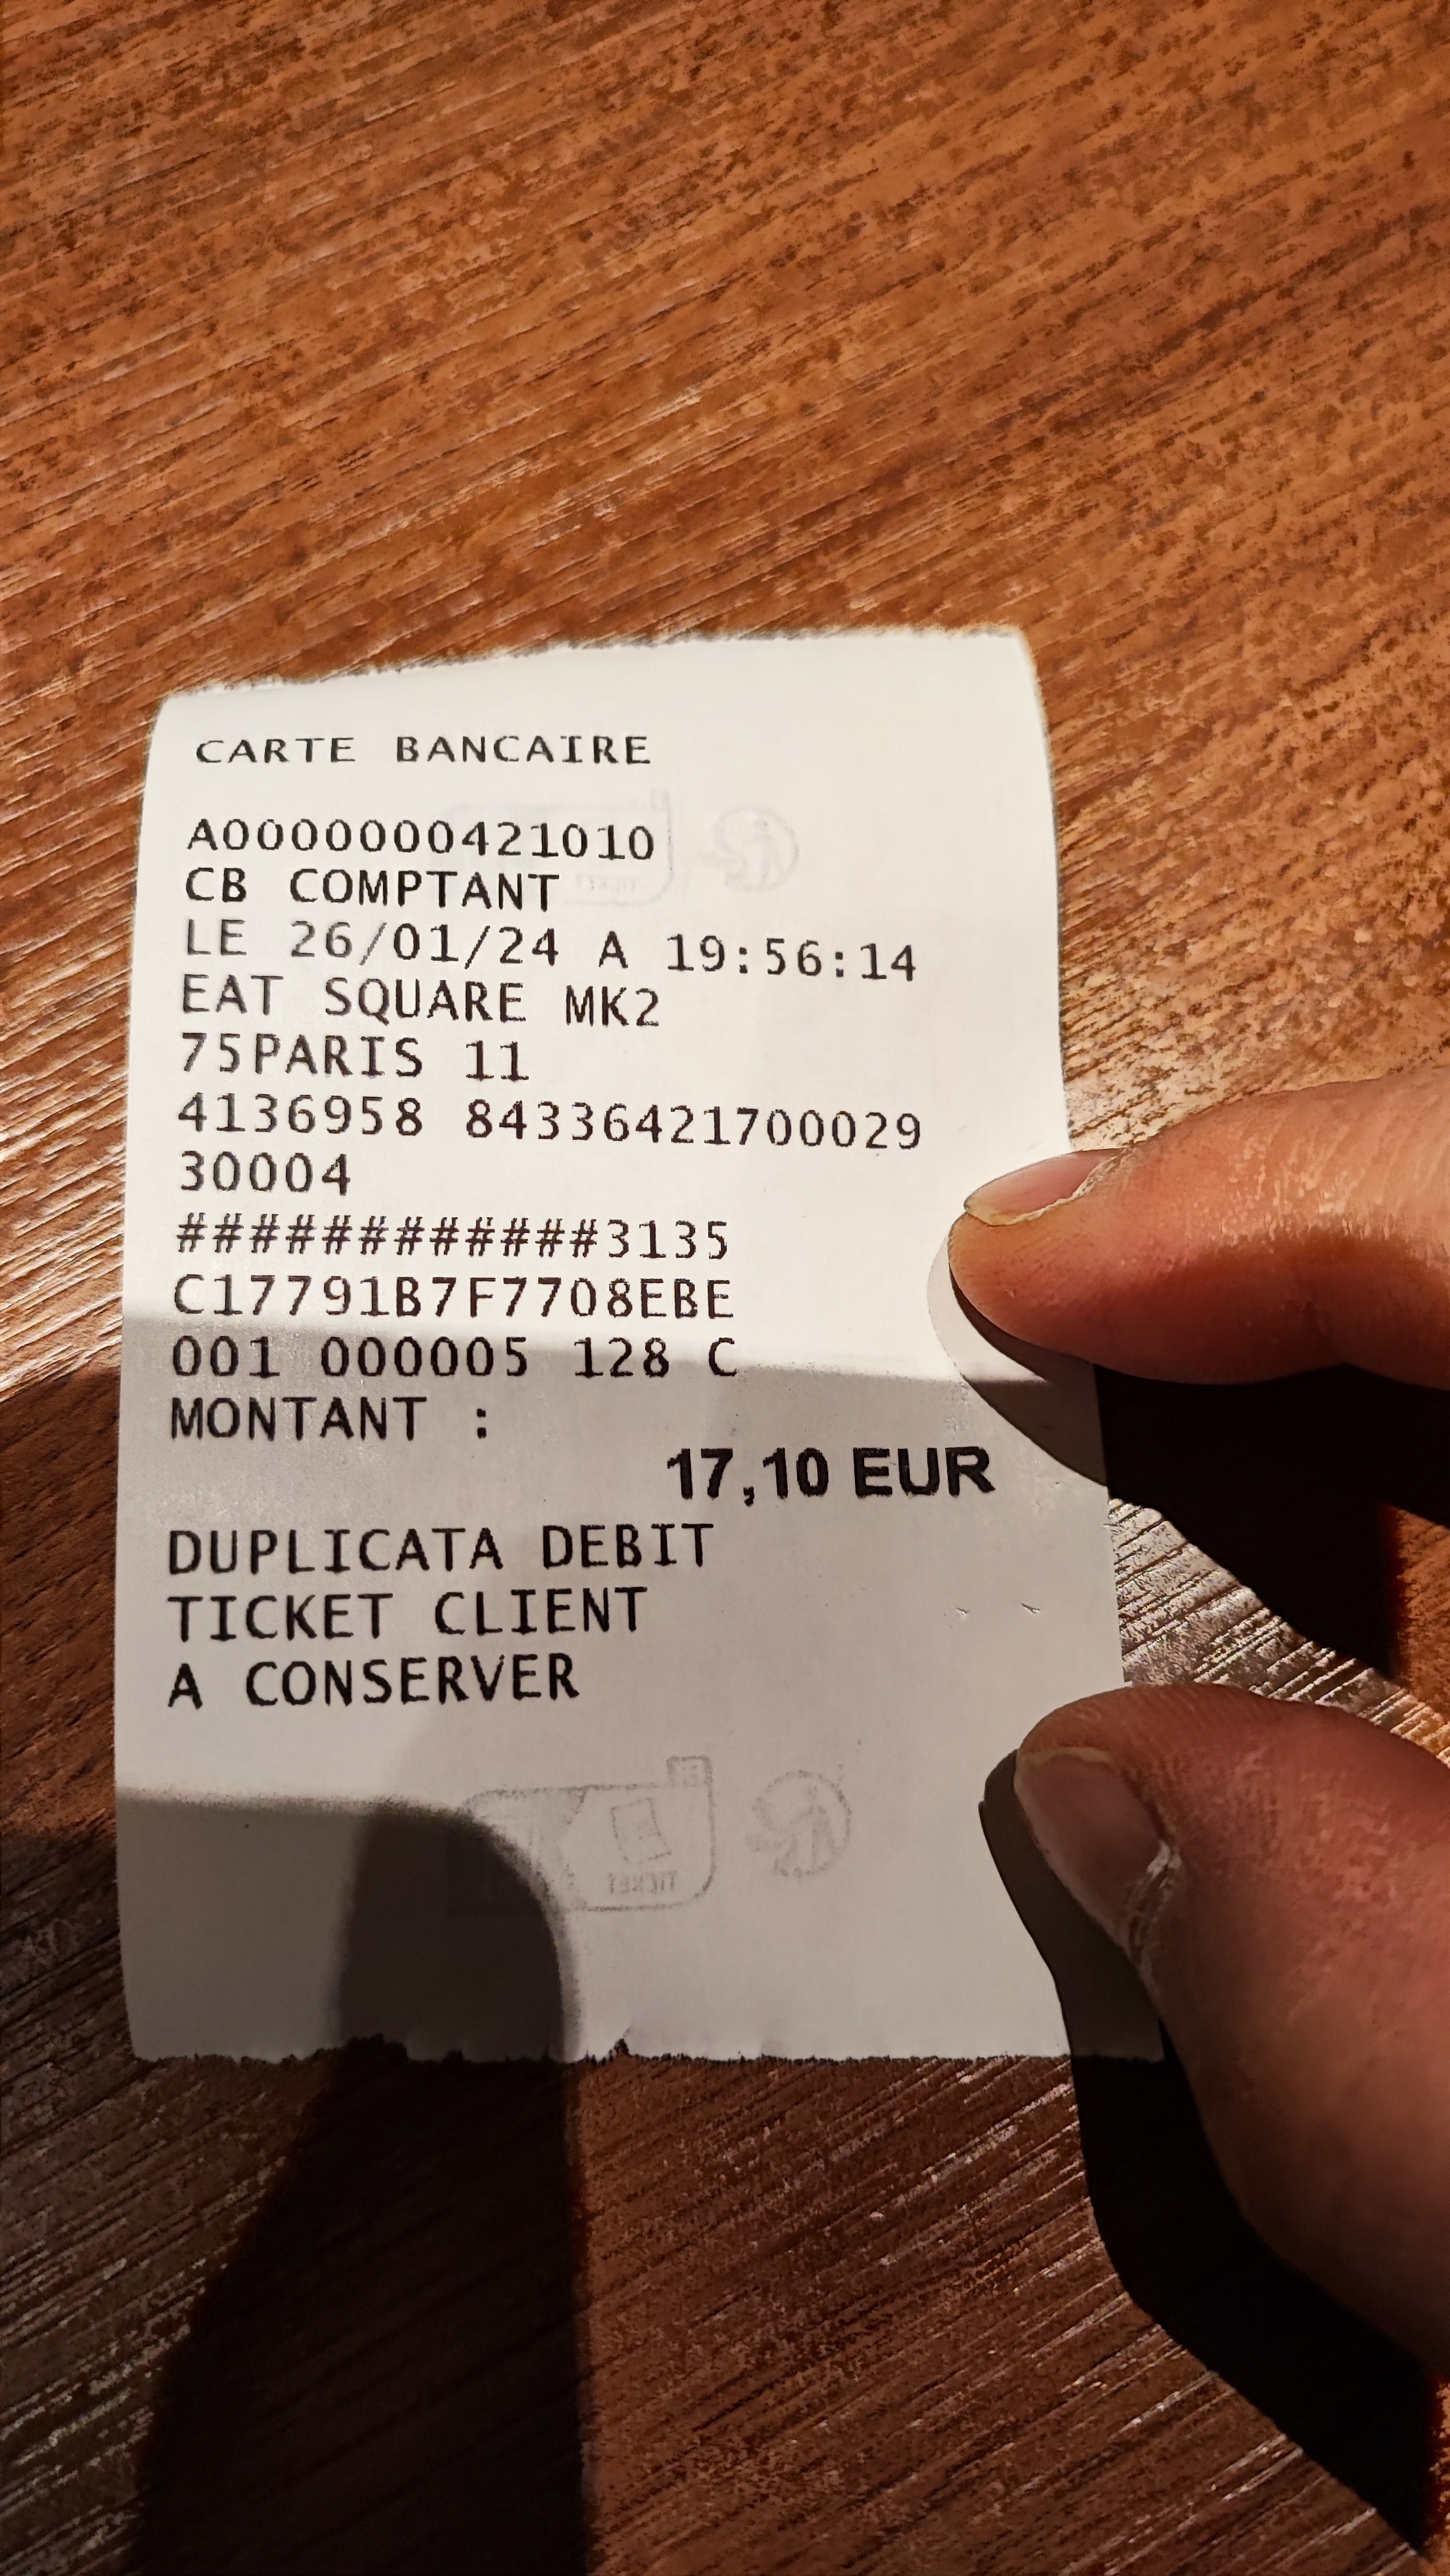 CARTE BANCAIRE
A0000000421010
CB COMPTANT
LE 26/01/24 A 19:56:14
EAT SQUARE MK2
75PARIS 11
4136958 84336421700029
30004
############3135
C17791B7F7708EBE
001 000005 128 C
MONTANT :
17,10 EUR
DUPLICATA DEBIT
TICKET CLIENT
A CONSERVER
TICKET